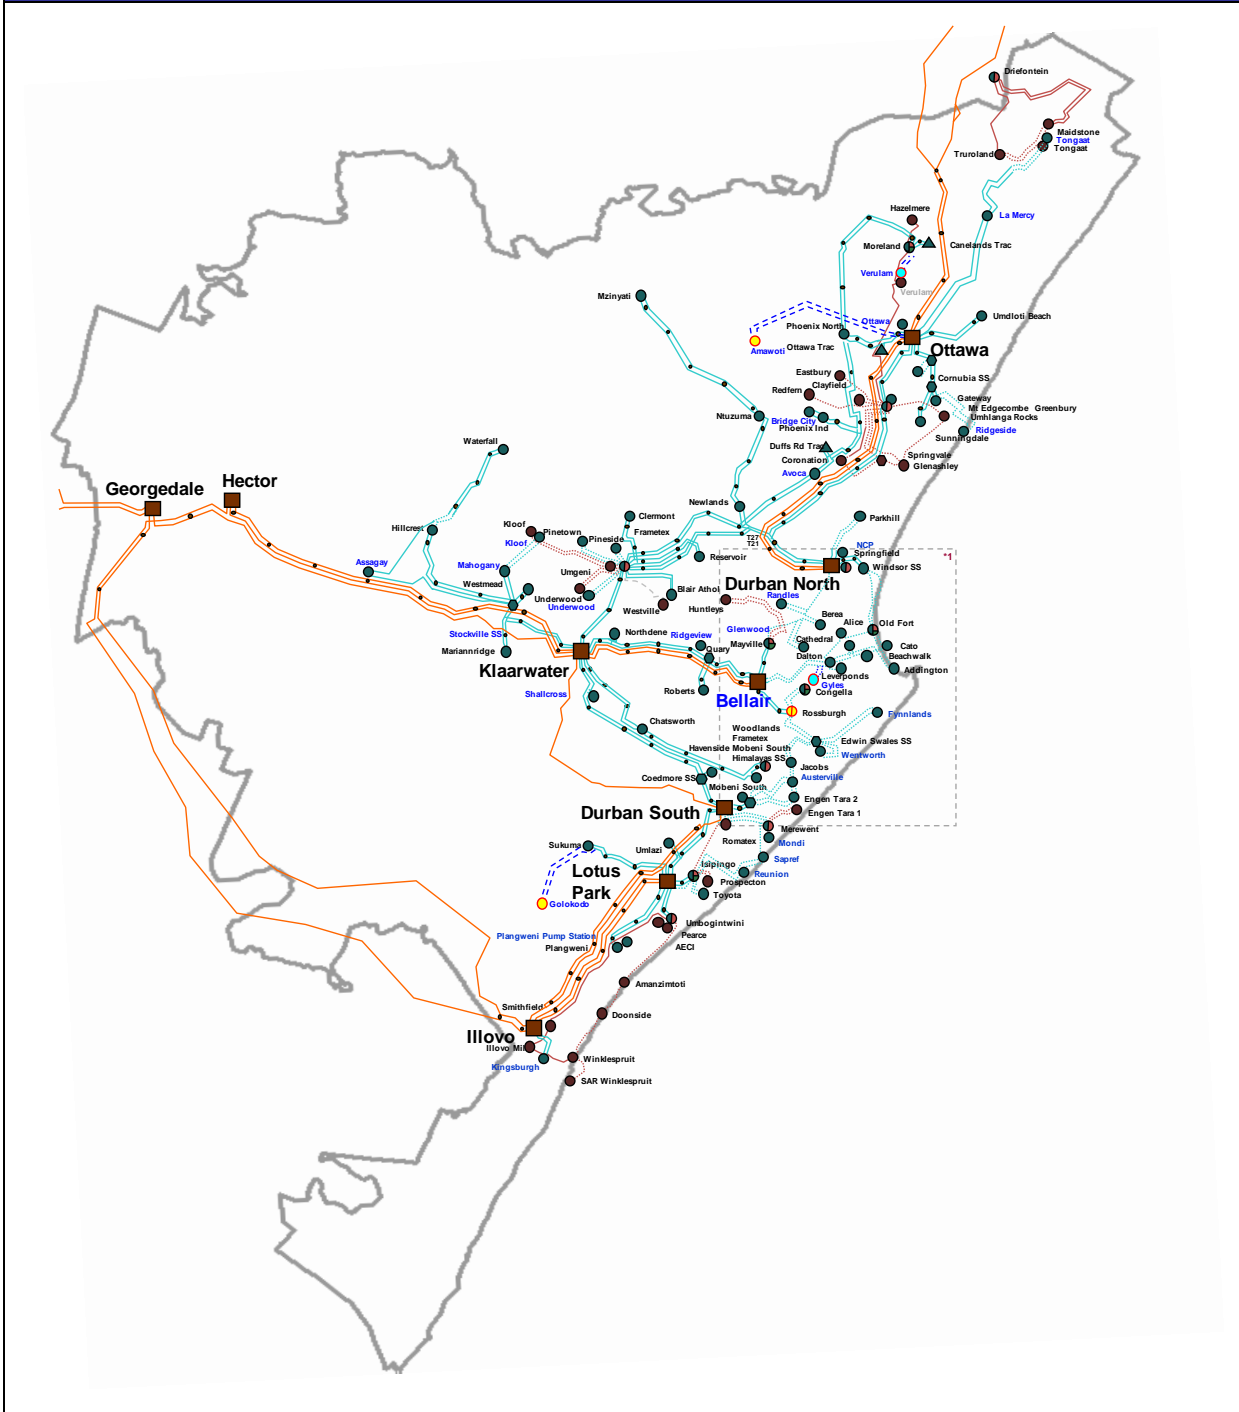 Driefontein
Maidstone
Tongaat
Tongaat
Truroland
Hazelmere
La Mercy
Moreland
Canelands Trac
Verulam
Verulam
Mzinyati
Umdloti Beach
Phoenix North
Ottawa
Amawoti
Ottawa Trac
Ottawa
Eastbury
Cornubia SS
Clayfield
Redfern
Gateway
Mt Edgecombe Greenbury
Umhlanga Rocks
Ntuzuma
Bridge City
Phoenix Ind
Ridgeside
Sunningdale
Waterfall
Duffs Rd Trac
Coronation
Springvale
Glenashley
Avoca
Georgedale
Hector
Newlands
Clermont
Parkhill
Hillcrest
Kloof
Pinetown
Frametex
Kloof
Pineside
T27
T21
NCP
Springfield
*1
Assagay
Mahogany
Reservoir
Windsor SS
Umgeni
Durban North
Westmead
Underwood
Underwood
Blair Athol
Randles
Westville
Huntleys
Berea
Alice
Old Fort
Stockville SS
Northdene
Ridgeview
Glenwood
Mayville
Cathedral
Cato
Mariannridge
Quary
Dalton
Beachwalk
Klaarwater
Addington
Leverponds
Gyles
Shallcross
Roberts
Bellair
Congella
Rossburgh
Fynnlands
Chatsworth
Woodlands
Frametex
Edwin Swales SS
Havenside Mobeni South
Wentworth
Himalayas SS
Jacobs
Coedmore SS
Austerville
Mobeni South
Engen Tara 2
Durban South
Engen Tara 1
Merewent
Romatex
Mondi
Sukuma
Umlazi
Sapref
Lotus
Park
Isipingo
Reunion
Prospecton
Toyota
Golokodo
Umbogintwini
Plangweni Pump Station
Pearce
Plangweni
AECI
Amanzimtoti
Smithfield
Doonside
Illovo
Illovo Mill
Winklespruit
Kingsburgh
SAR Winklespruit